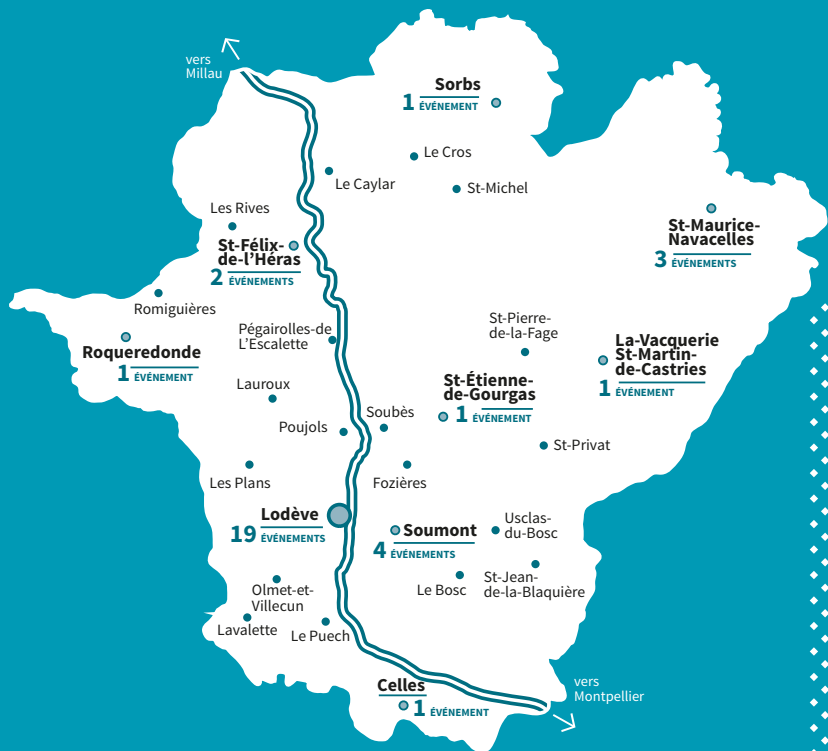 vers
Millau
Sorbs
1 ÉVÉNEMENT
Le Cros
Le Caylar
St-Michel
Les Rives
St-Maurice-
Navacelles
3 ÉVÉNEMENTS
St-Félix-
de-l'Héras
2 ÉVÉNEMENTS
Romiguières
Roqueredonde
1 ÉVÉNEMENT
Pégairolles-de
L'Escalette
St-Pierre-
de-la-Fage
La-Vacquerie
St-Martin-
de-Castries
1 ÉVÉNEMENT
Lauroux
St-Étienne-
de-Gourgas
1 ÉVÉNEMENT
Soubès
Poujols
St-Privat
Les Plans
Fozières
Lodève
19 ÉVÉNEMENTS
Soumont
4 ÉVÉNEMENTS
Usclas-
du-Bosc
Le Bosc
St-Jean-
de-la-Blaquière
Olmet-et-
Villecun
Lavalette
Le Puech
Celles
1 ÉVÉNEMENT
vers
Montpellier